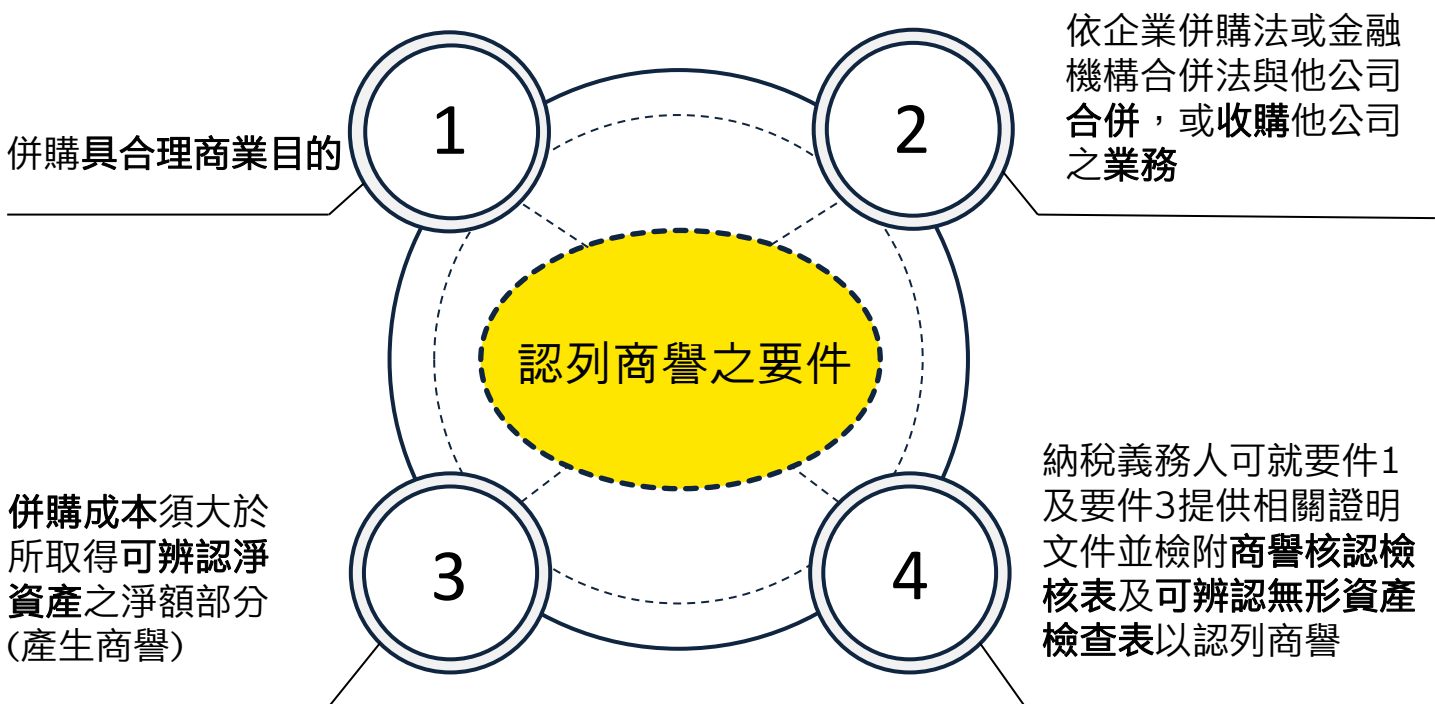 1
併購具合理商業目的
2
依企業併購法或金融
機構合併法與他公司
合併，或收購他公司
之業務
認列商譽之要件
3
併購成本須大於
所取得可辨認淨
資產之淨額部分
(產生商譽)
4
納稅義務人可就要件1
及要件3提供相關證明
文件並檢附商譽核認檢
核表及可辨認無形資產
檢查表以認列商譽